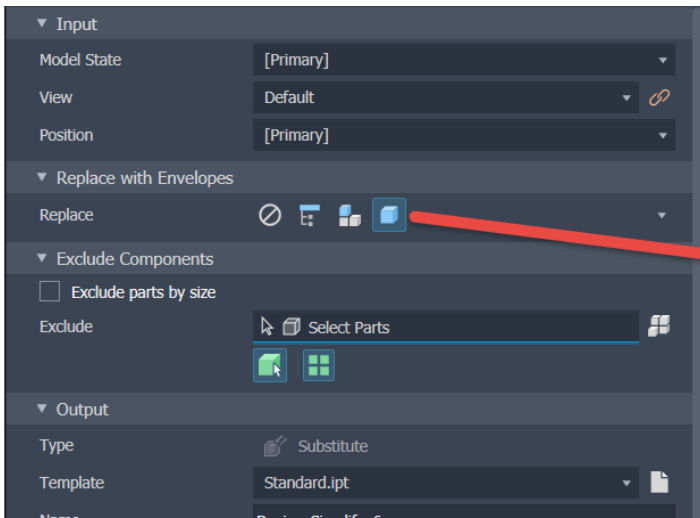 Input
Model State [Primary]
View Default
Position [Primary]
Replace with Envelopes
Replace
Exclude Components
Exclude parts by size
Exclude Select Parts
Output
Type Substitute
Template Standard.ipt